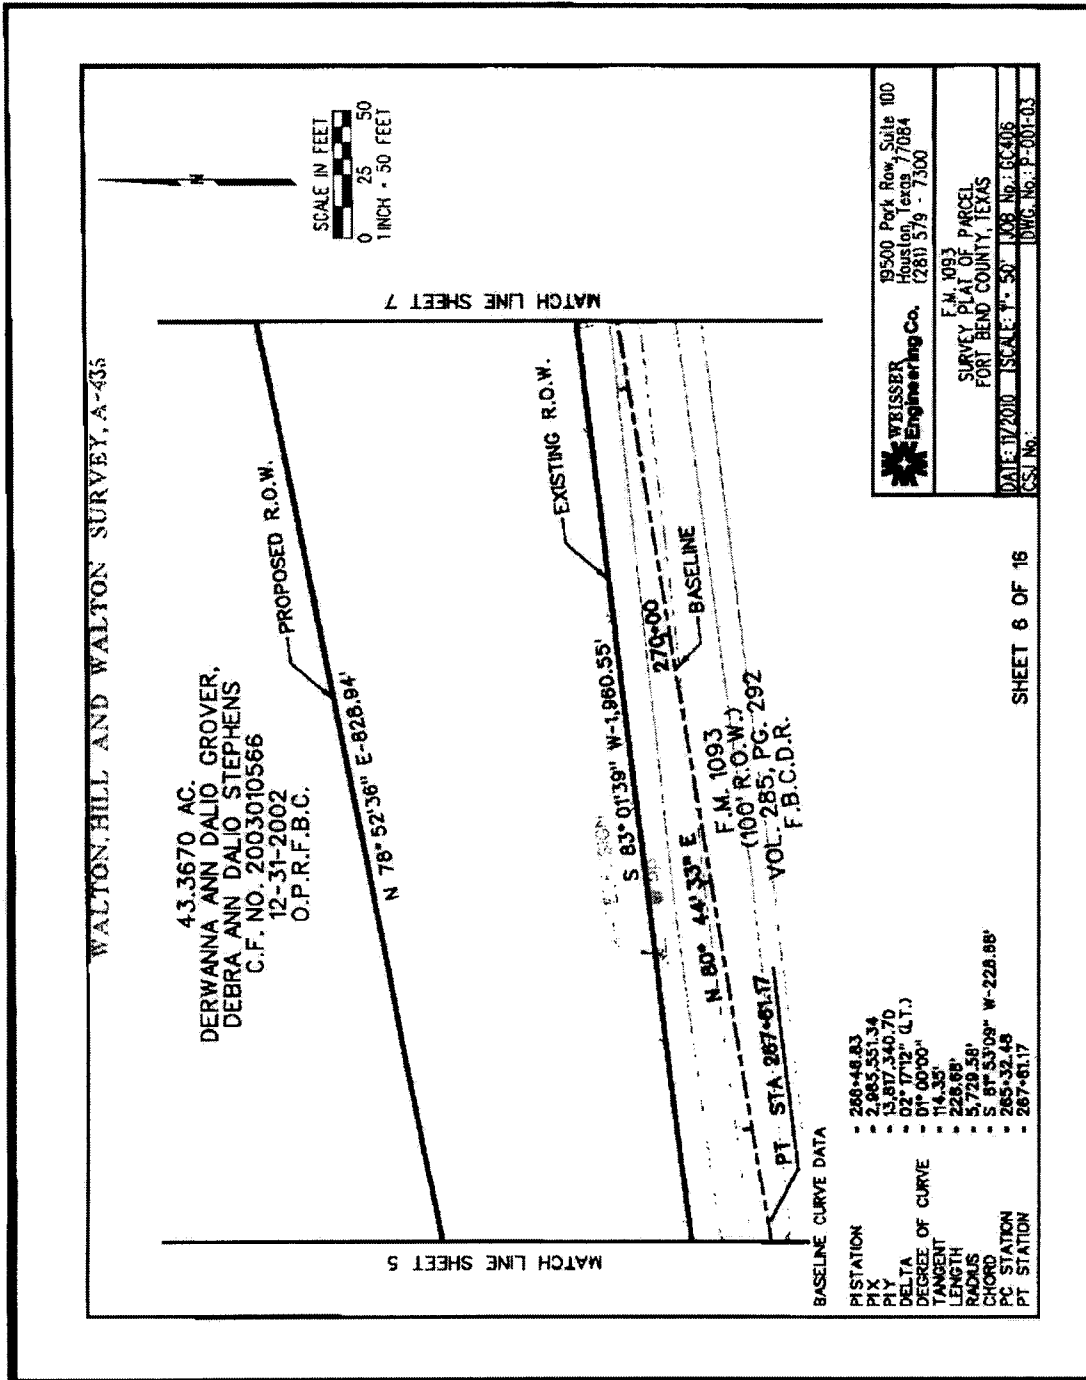 WALTON, HILL AND WALTON SURVEY, A-435
SCALE IN FEET
0 25 50
1 INCH = 50 FEET
43.3670 AC.
DERWANNA ANN DALIO GROVER,
DEBRA ANN DALIO STEPHENS
C.F. NO. 2003010566
12-31-2002
O.P.R.F.B.C.
PROPOSED R.O.W.
N 78° 52'36" E-828.94'
MATCH LINE SHEET 5
MATCH LINE SHEET 7
EXISTING R.O.W.
S 83° 01'39" W-1,960.55'
270+00
BASELINE
N 80° 44' 33" E
F.M. 1093
(100' R.O.W.)
VOL. 285, PG. 292
F.B.C.D.R.
PT STA 267+61.17
BASELINE CURVE DATA
PI STATION = 266+46.83
PI X = 2,985,551.34
PI Y = 13,817,340.70
DELTA = 02° 17'12" (LT.)
DEGREE OF CURVE = 01° 00'00"
TANGENT = 114.35'
LENGTH = 228.68'
RADIUS = 5,729.58'
CHORD = S 81° 53'09" W-228.68'
PC STATION = 265+32.48
PT STATION = 267+61.17
SHEET 6 OF 16
WEISSER
Engineering Co.
19500 Park Row, Suite 100
Houston, Texas 77084
(281) 579 - 7300
F.M. 1093
SURVEY PLAT OF PARCEL
FORT BEND COUNTY, TEXAS
DATE: 11/2010 SCALE: 1"= 50' JOB No.: GC406
CSJ No.: DWG. No.: P-001-03